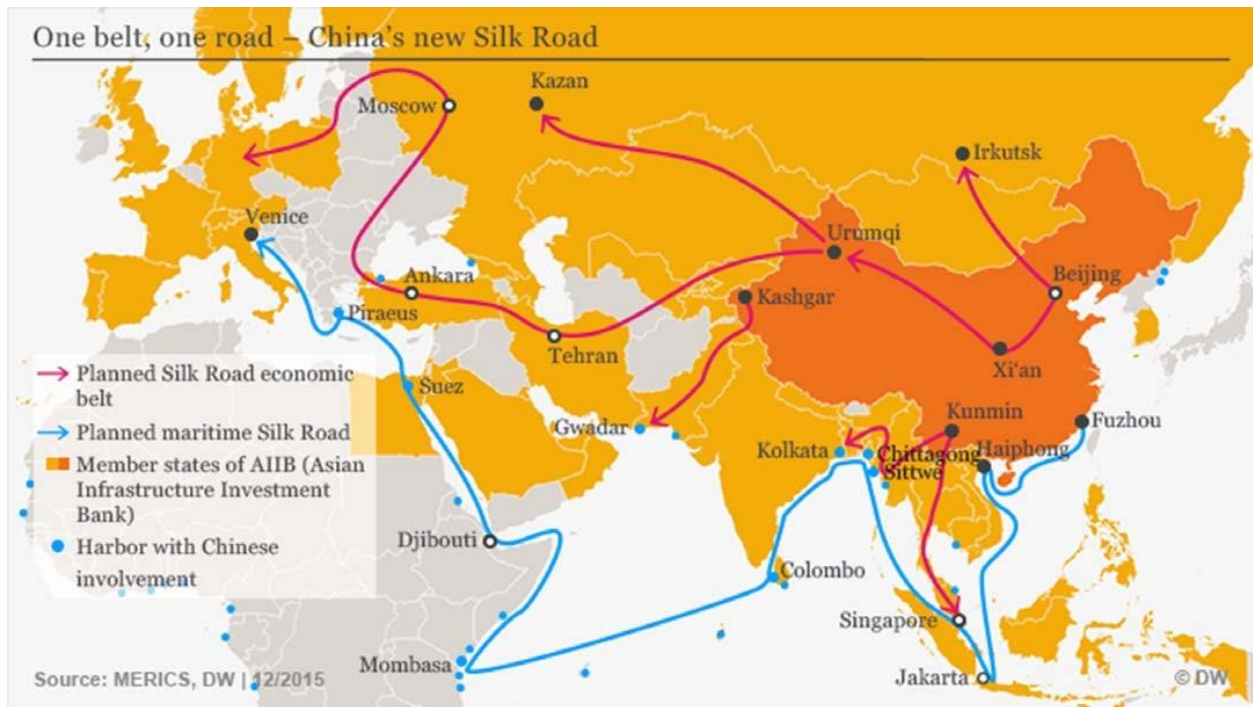 One belt, one road – China's new Silk Road
Kazan
Moscow
Irkutsk
Venice
Urumqi
Ankara
Beijing
Kashgar
Piraeus
Tehran
Xi'an
Planned Silk Road economic
belt
Suez
Kunmin
Fuzhou
Gwadar
Planned maritime Silk Road
Kolkata
Chittagong
Haiphong
Sittwe
Member states of AIIB (Asian
Infrastructure Investment
Bank)
Djibouti
Harbor with Chinese
involvement
Colombo
Singapore
Mombasa
Jakarta
Source: MERICS, DW | 12/2015
© DW